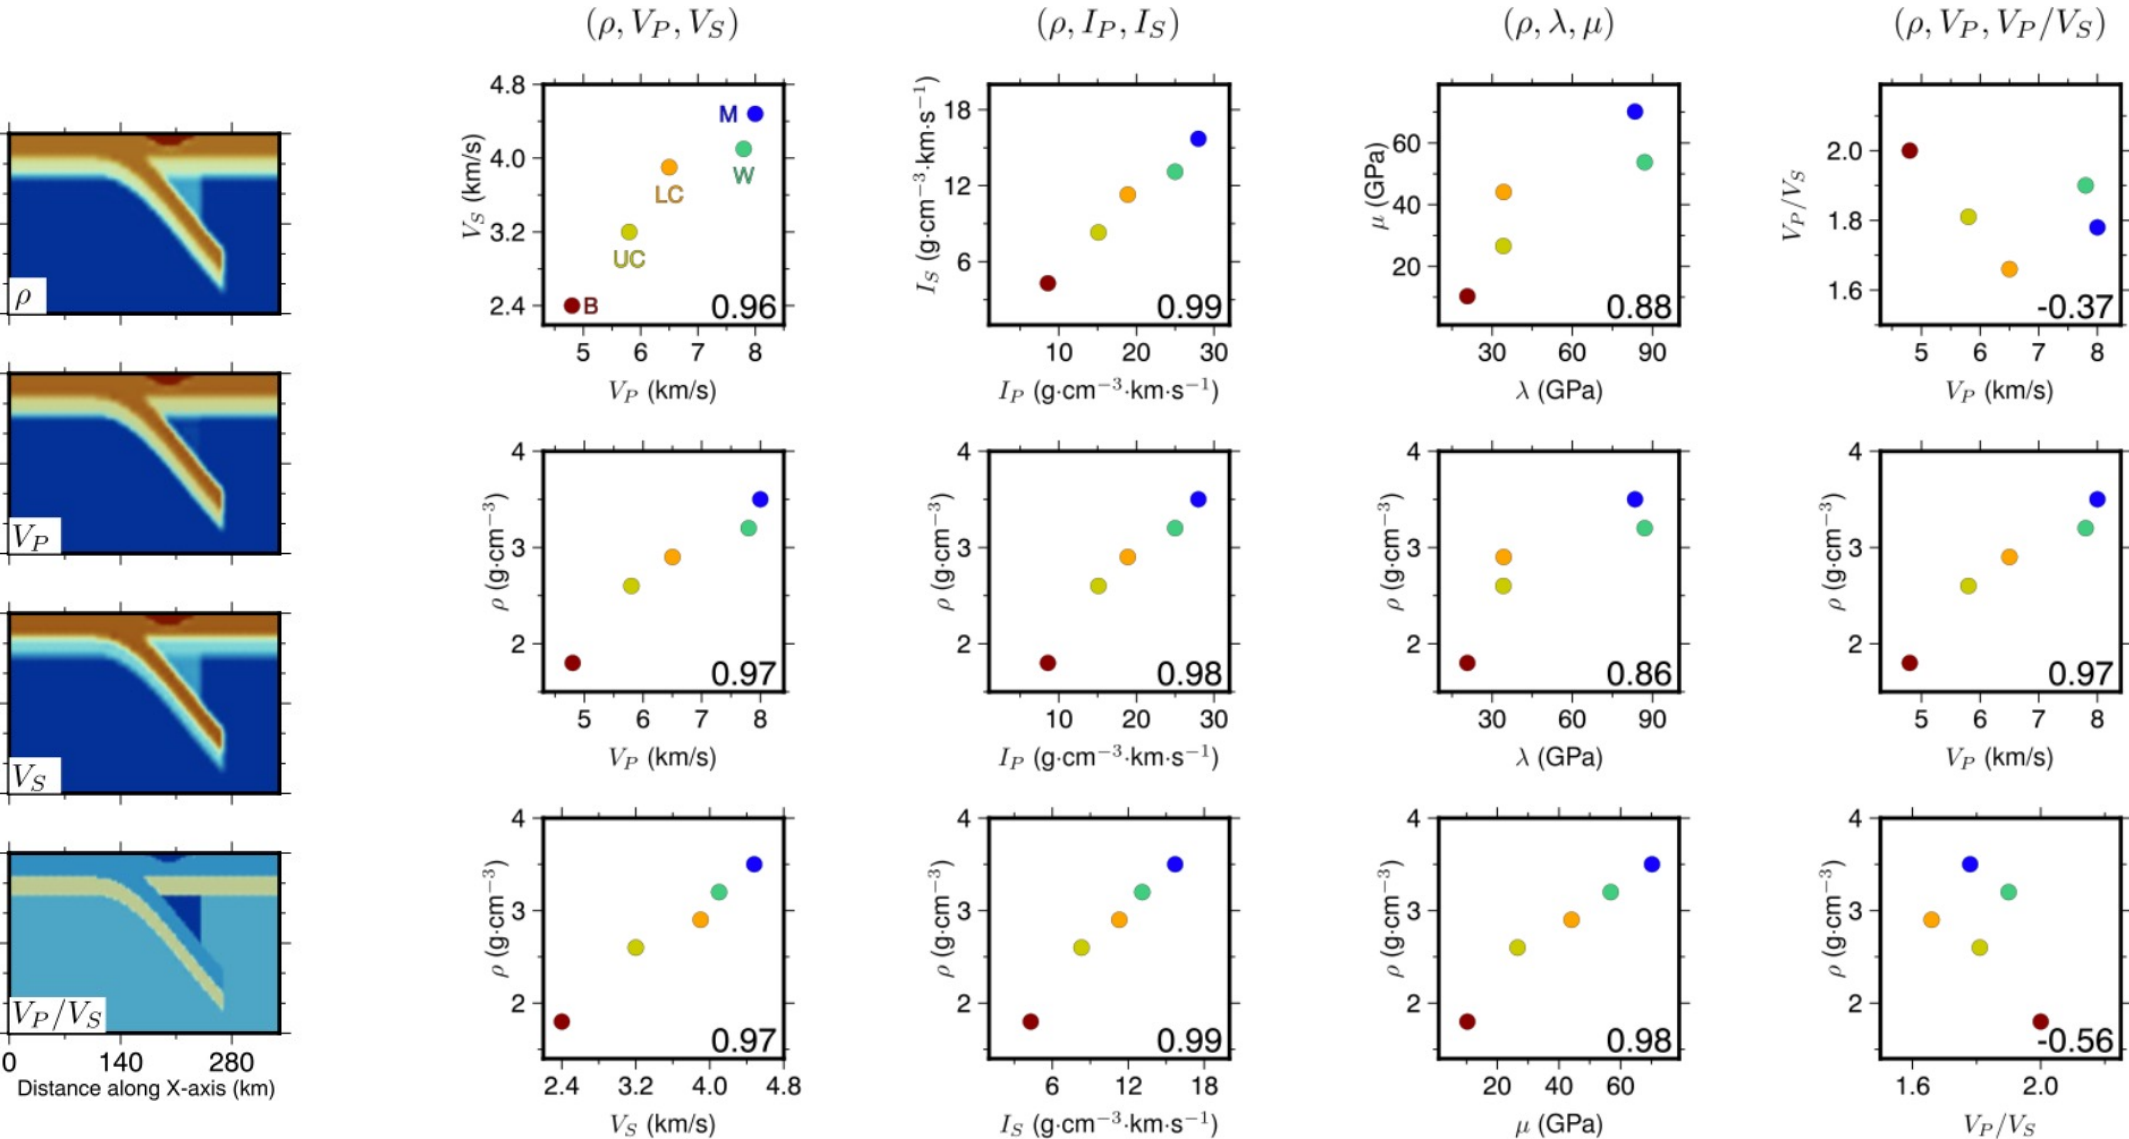 (ρ, V_P, V_S)
(ρ, I_P, I_S)
(ρ, λ, μ)
(ρ, V_P, V_P/V_S)
ρ
V_P
V_S
V_P/V_S
0 140 280
Distance along X-axis (km)
4.8
4.0
3.2
2.4
V_S (km/s)
M
W
LC
UC
B
0.96
5 6 7 8
V_P (km/s)
18
12
6
I_S (g·cm⁻³·km·s⁻¹)
0.99
10 20 30
I_P (g·cm⁻³·km·s⁻¹)
60
40
20
μ (GPa)
0.88
30 60 90
λ (GPa)
2.0
1.8
1.6
V_P/V_S
-0.37
5 6 7 8
V_P (km/s)
4
3
2
ρ (g·cm⁻³)
0.97
5 6 7 8
V_P (km/s)
4
3
2
ρ (g·cm⁻³)
0.98
10 20 30
I_P (g·cm⁻³·km·s⁻¹)
4
3
2
ρ (g·cm⁻³)
0.86
30 60 90
λ (GPa)
4
3
2
ρ (g·cm⁻³)
0.97
5 6 7 8
V_P (km/s)
4
3
2
ρ (g·cm⁻³)
0.97
2.4 3.2 4.0 4.8
V_S (km/s)
4
3
2
ρ (g·cm⁻³)
0.99
6 12 18
I_S (g·cm⁻³·km·s⁻¹)
4
3
2
ρ (g·cm⁻³)
0.98
20 40 60
μ (GPa)
4
3
2
ρ (g·cm⁻³)
-0.56
1.6 2.0
V_P/V_S